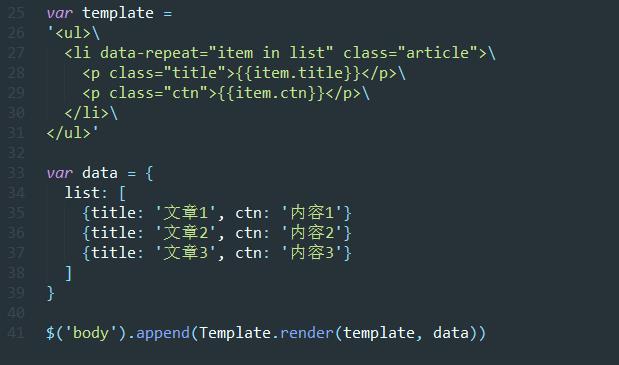 25 var template =
26 '<ul>\
27   <li data-repeat="item in list" class="article">\
28     <p class="title">{{item.title}}</p>\
29     <p class="ctn">{{item.ctn}}</p>\
30   </li>\
31 </ul>'
32
33 var data = {
34   list: [
35     {title: '文章1', ctn: '内容1'}
36     {title: '文章2', ctn: '内容2'}
37     {title: '文章3', ctn: '内容3'}
38   ]
39 }
40
41 $('body').append(Template.render(template, data))